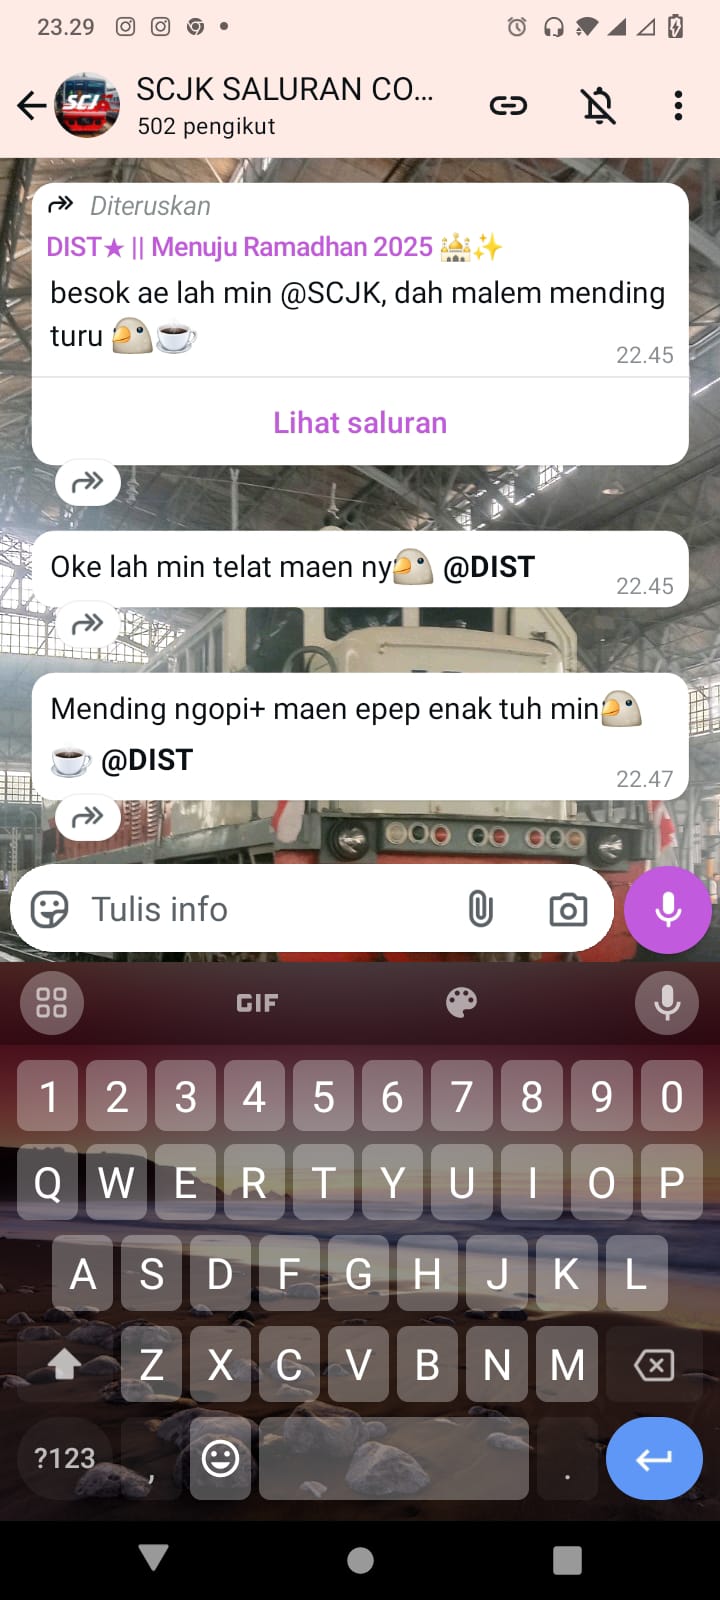 23.29
SCJK SALURAN CO...
502 pengikut
SCI
Diteruskan
DIST★ || Menuju Ramadhan 2025 🕌✨
besok ae lah min @SCJK, dah malem mending
turu 🐤☕
22.45
Lihat saluran
Oke lah min telat maen ny🐤 @DIST
22.45
Mending ngopi+ maen epep enak tuh min🐤
☕ @DIST
22.47
Tulis info
GIF
1 2 3 4 5 6 7 8 9 0
Q W E R T Y U I O P
A S D F G H J K L
Z X C V B N M
?123 , .